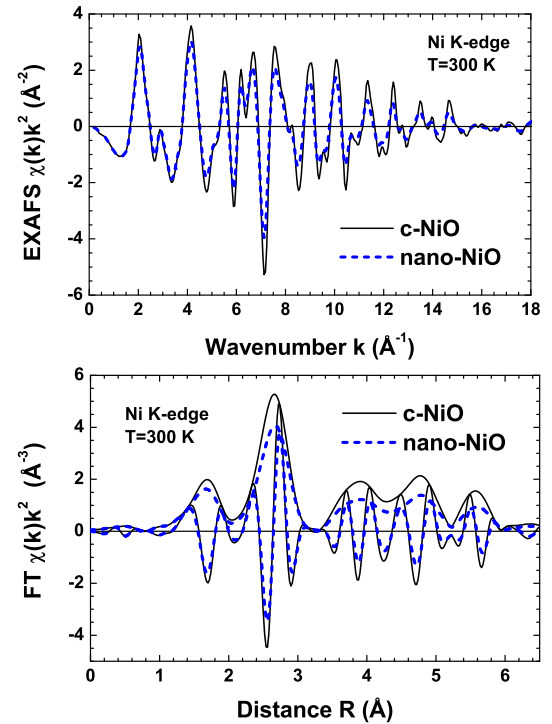 4
2
0
-2
-4
-6
EXAFS χ(k)k² (Å⁻²)
Ni K-edge
T=300 K
c-NiO
nano-NiO
0 2 4 6 8 10 12 14 16 18
Wavenumber k (Å⁻¹)
6
4
2
0
-2
-4
FT χ(k)k² (Å⁻³)
Ni K-edge
T=300 K
c-NiO
nano-NiO
0 1 2 3 4 5 6
Distance R (Å)